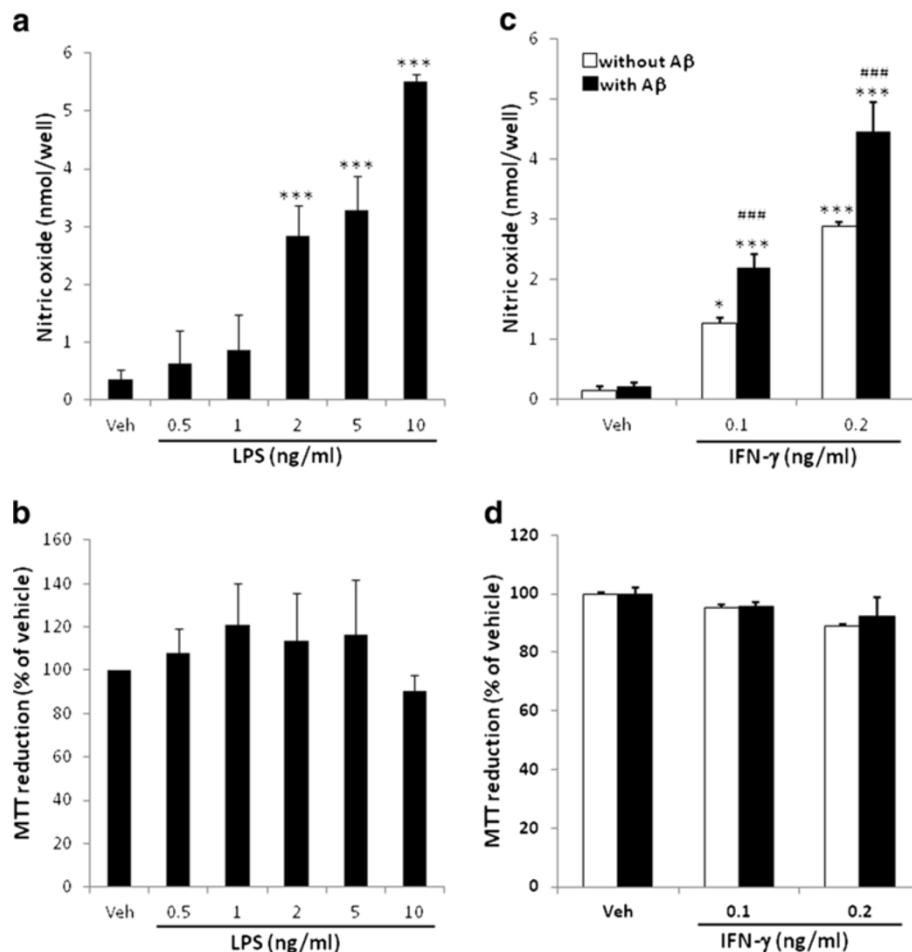 a
Nitric oxide (nmol/well)
6
5
4
3
2
1
0
***
***
***
Veh 0.5 1 2 5 10
LPS (ng/ml)
c
Nitric oxide (nmol/well)
6
5
4
3
2
1
0
without Aβ
with Aβ
*
###
***
***
###
***
Veh 0.1 0.2
IFN-γ (ng/ml)
b
MTT reduction (% of vehicle)
160
140
120
100
80
60
40
20
0
Veh 0.5 1 2 5 10
LPS (ng/ml)
d
MTT reduction (% of vehicle)
120
100
80
60
40
20
0
Veh 0.1 0.2
IFN-γ (ng/ml)